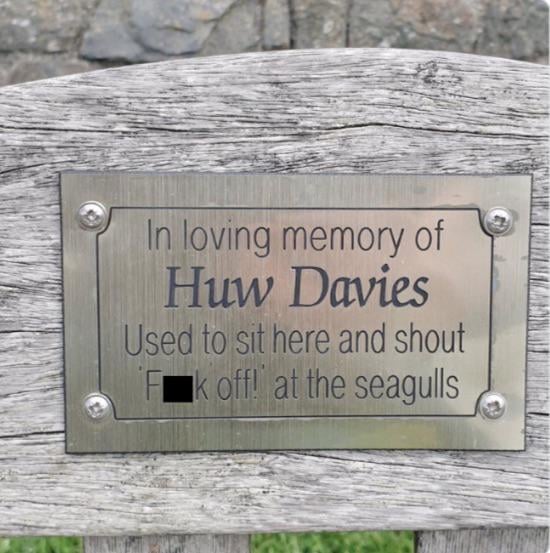 In loving memory of
Huw Davies
Used to sit here and shout
'F k off!' at the seagulls